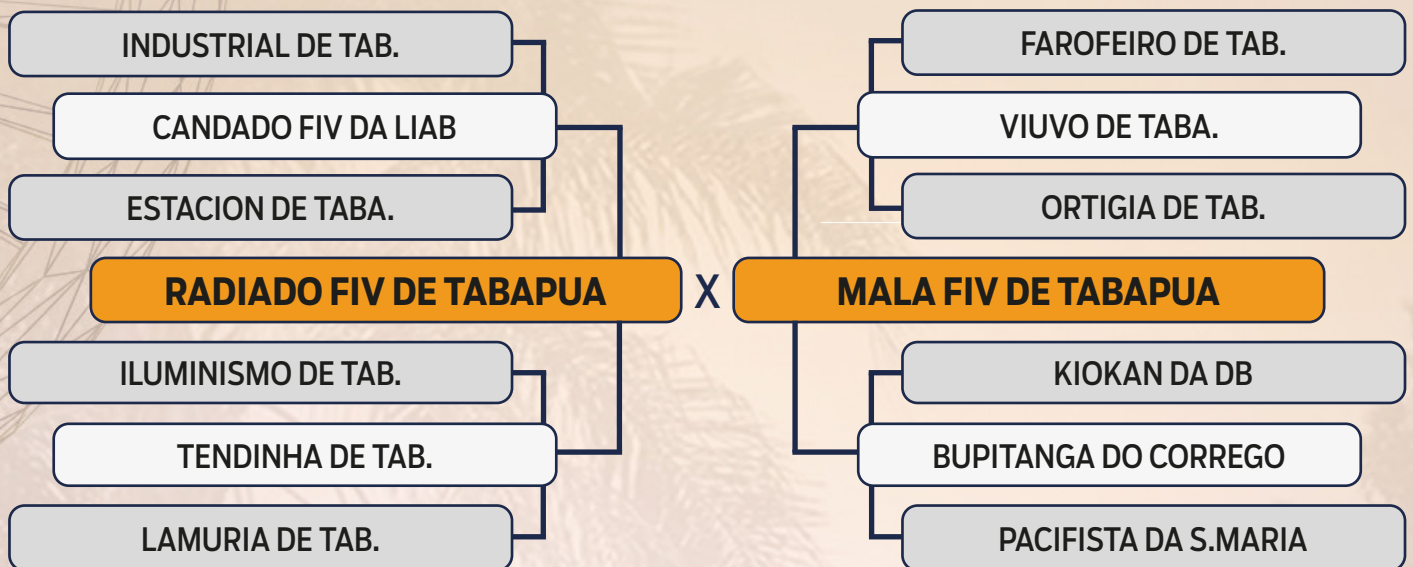 INDUSTRIAL DE TAB.
CANDADO FIV DA LIAB
ESTACION DE TABA.
RADIADO FIV DE TABAPUA
ILUMINISMO DE TAB.
TENDINHA DE TAB.
LAMURIA DE TAB.
X
FAROFEIRO DE TAB.
VIUVO DE TABA.
ORTIGIA DE TAB.
MALA FIV DE TABAPUA
KIOKAN DA DB
BUPITANGA DO CORREGO
PACIFISTA DA S.MARIA